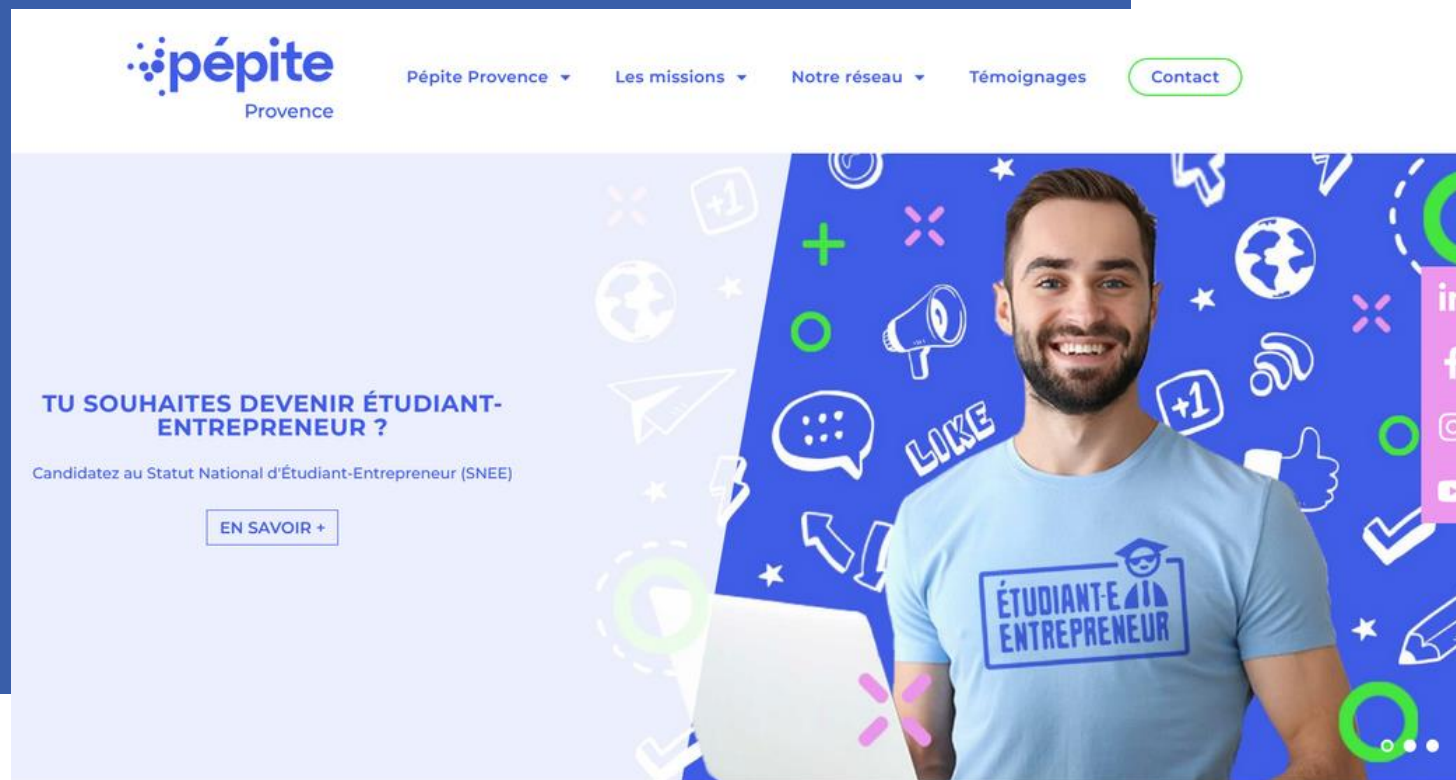 pépite
Provence
Pépite Provence
Les missions
Notre réseau
Témoignages
Contact
+1
TU SOUHAITES DEVENIR ÉTUDIANT-
ENTREPRENEUR ?
Candidatez au Statut National d'Étudiant-Entrepreneur (SNEE)
EN SAVOIR +
LIKE
+1
ÉTUDIANT·E
ENTREPRENEUR
in
f